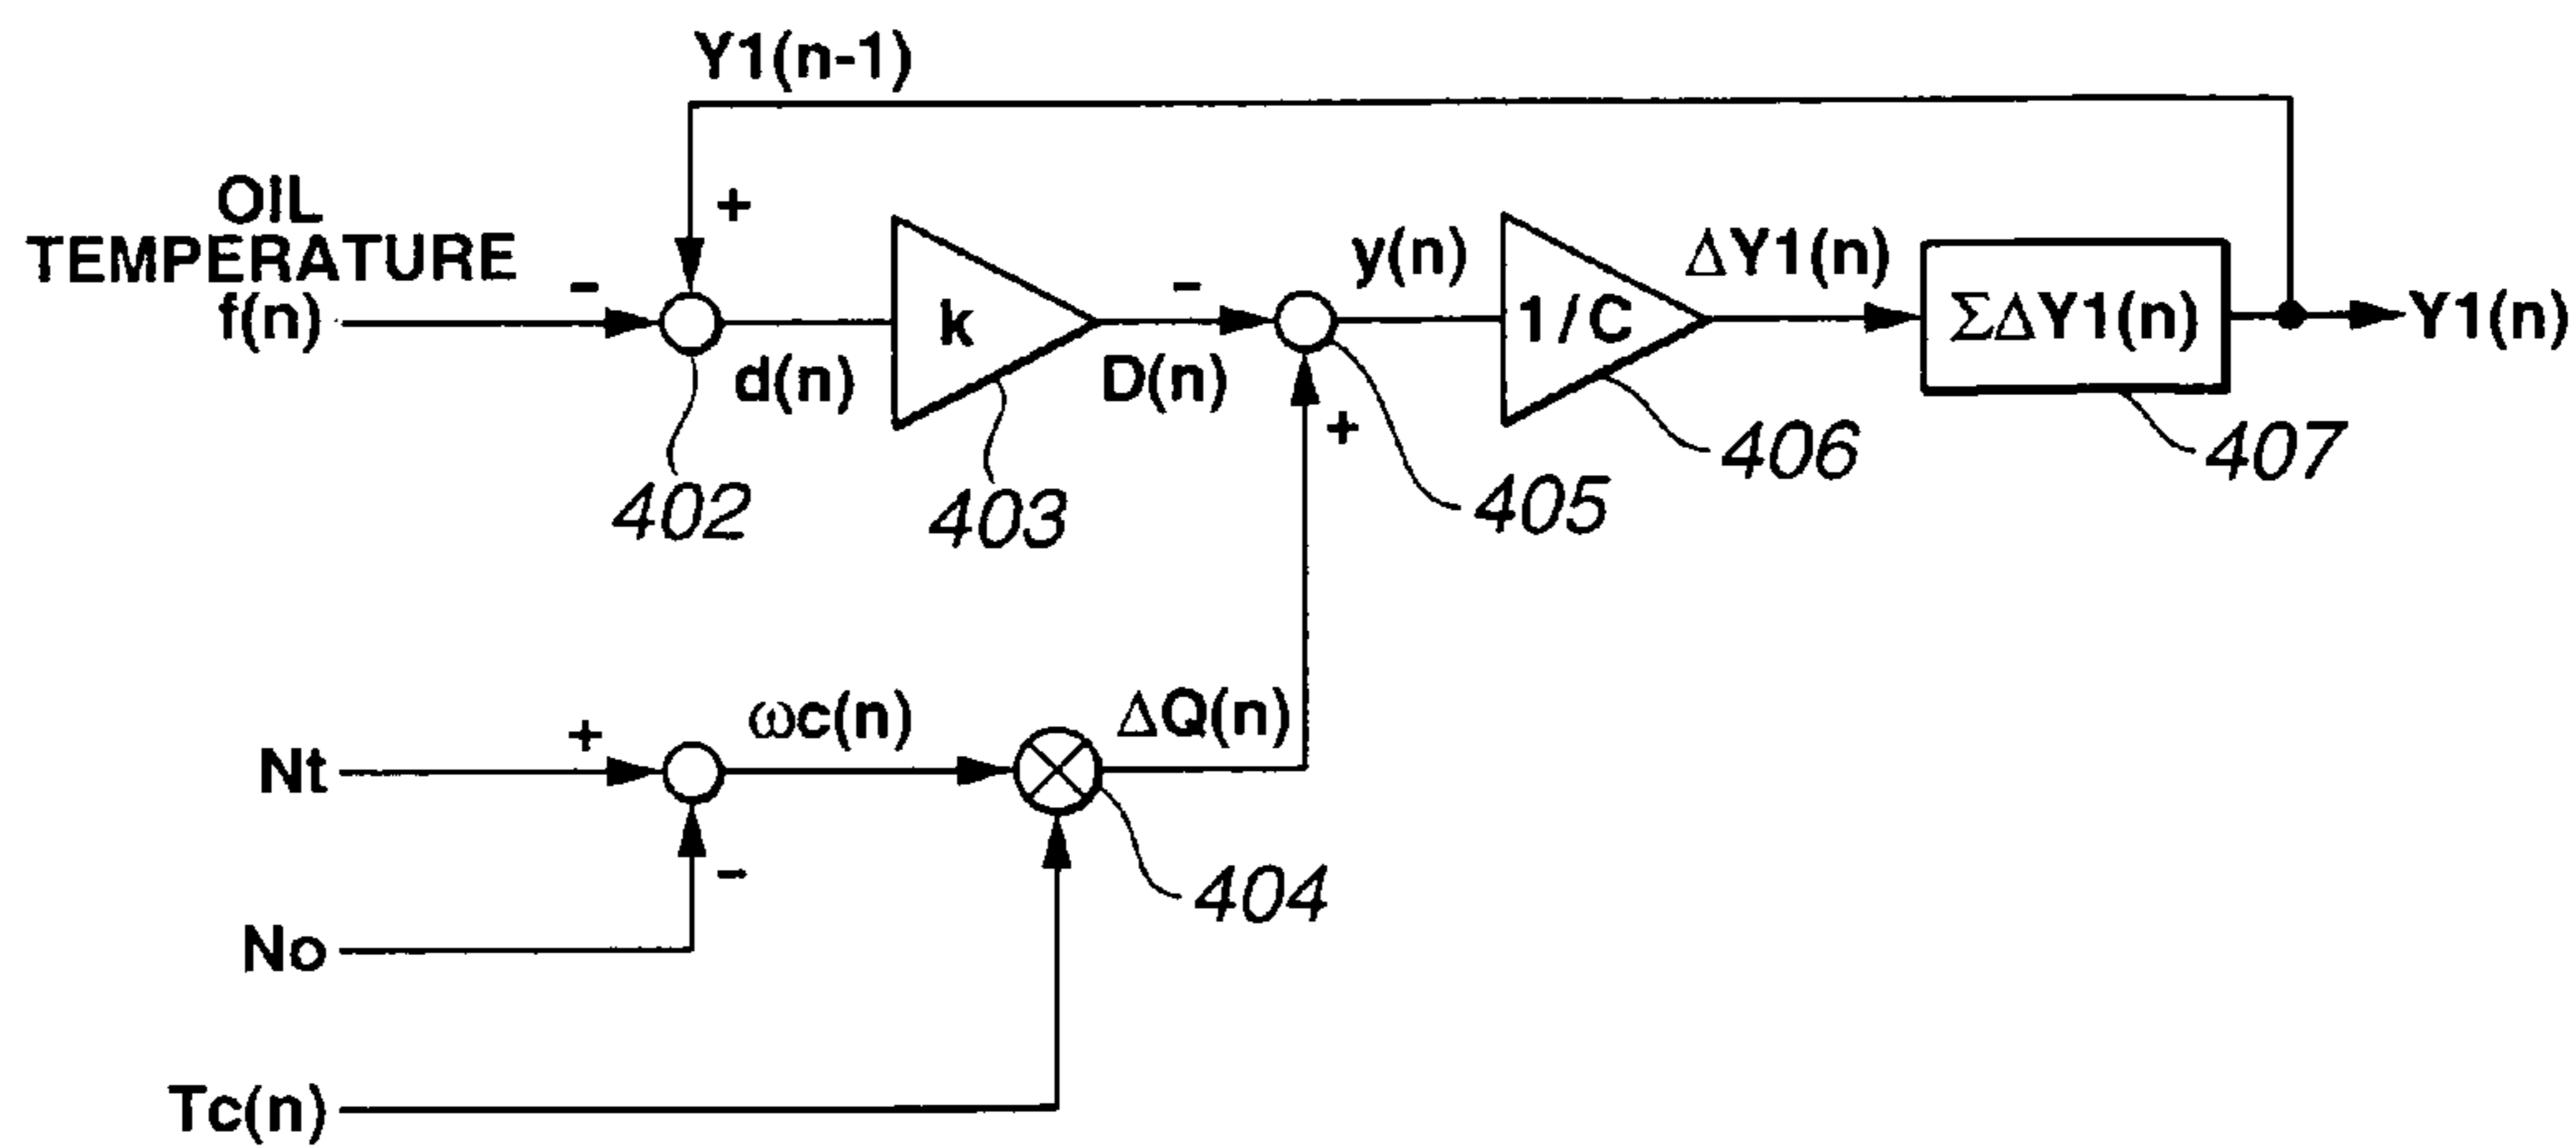 Y1(n-1)
OIL
TEMPERATURE
f(n)
+
-
d(n)
k
-
D(n)
+
y(n)
1/C
ΔY1(n)
ΣΔY1(n)
Y1(n)
402
403
405
406
407
Nt
+
ωc(n)
ΔQ(n)
No
-
404
Tc(n)